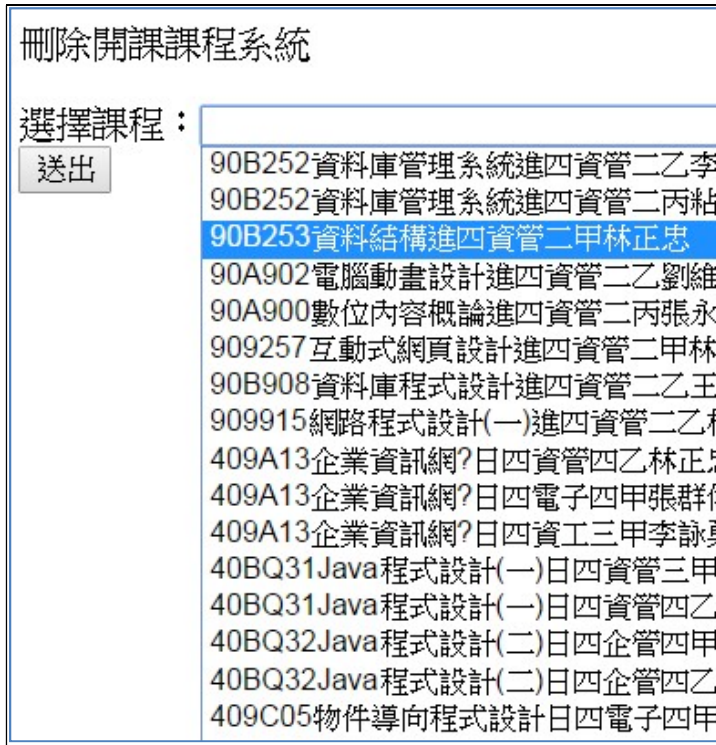 刪除開課課程系統
選擇課程：
送出
90B252資料庫管理系統進四資管二乙李
90B252資料庫管理系統進四資管二丙粘
90B253資料結構進四資管二甲林正忠
90A902電腦動畫設計進四資管二乙劉維
90A900數位內容概論進四資管二丙張永
909257互動式網頁設計進四資管二甲林
90B908資料庫程式設計進四資管二乙王
909915網路程式設計(一)進四資管二乙
409A13企業資訊網?日四資管四乙林正
409A13企業資訊網?日四電子四甲張群
409A13企業資訊網?日四資工三甲李詠
40BQ31Java程式設計(一)日四資管三甲
40BQ31Java程式設計(一)日四資管四乙
40BQ32Java程式設計(二)日四企管四甲
40BQ32Java程式設計(二)日四企管四乙
409C05物件導向程式設計日四電子四甲